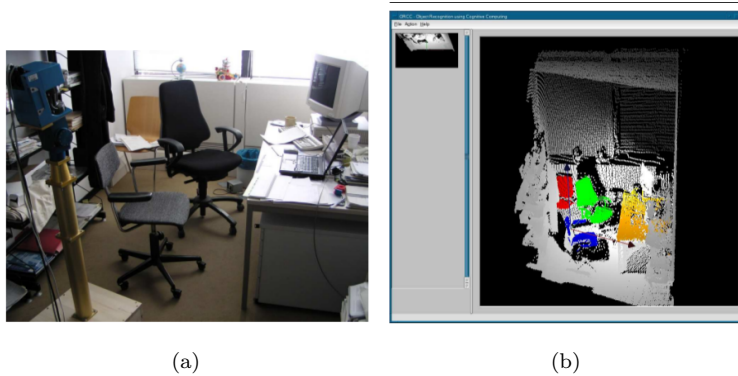 ORCC - Object Recognition using Cognitive Computing
File Action Help
(a)
(b)